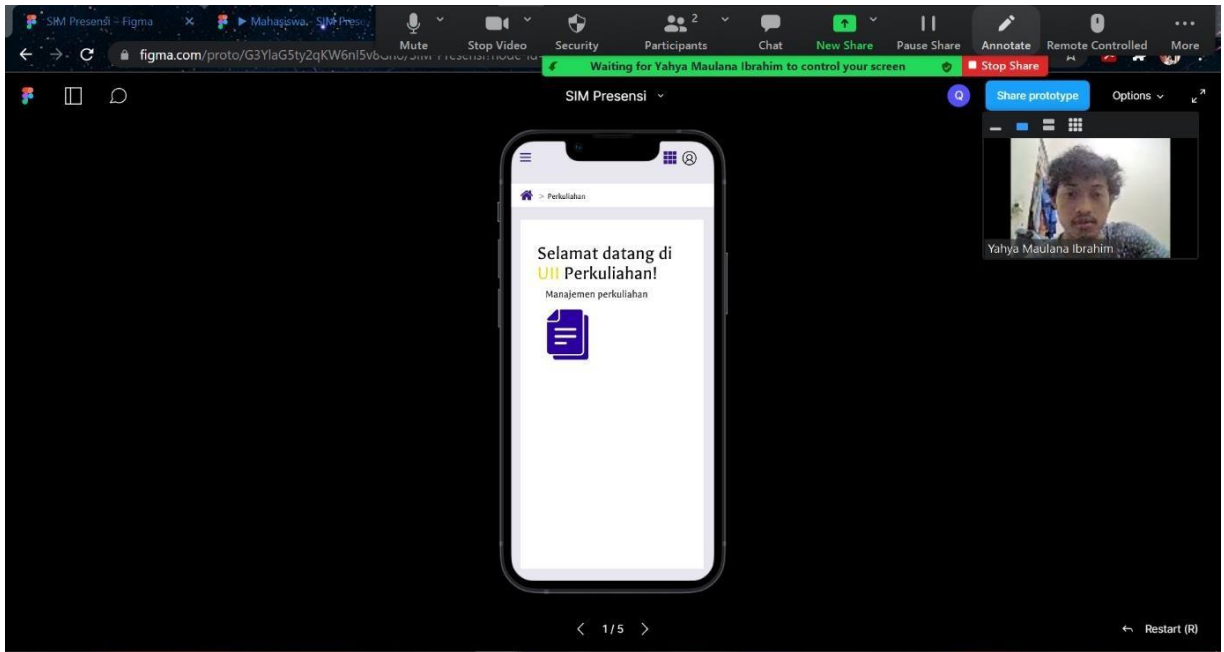 SIM Presensi – Figma
Mahasiswa. - SIM Prese
Mute
Stop Video
Security
Participants
2
Chat
New Share
Pause Share
Annotate
Remote Controlled
More
figma.com/proto/G3YlaG5ty2qKW6nI5v
Waiting for Yahya Maulana Ibrahim to control your screen
Stop Share
SIM Presensi
Q
Share prototype
Options
> Perkuliahan
Selamat datang di
UII Perkuliahan!
Manajemen perkuliahan
Yahya Maulana Ibrahim
1 / 5
Restart (R)